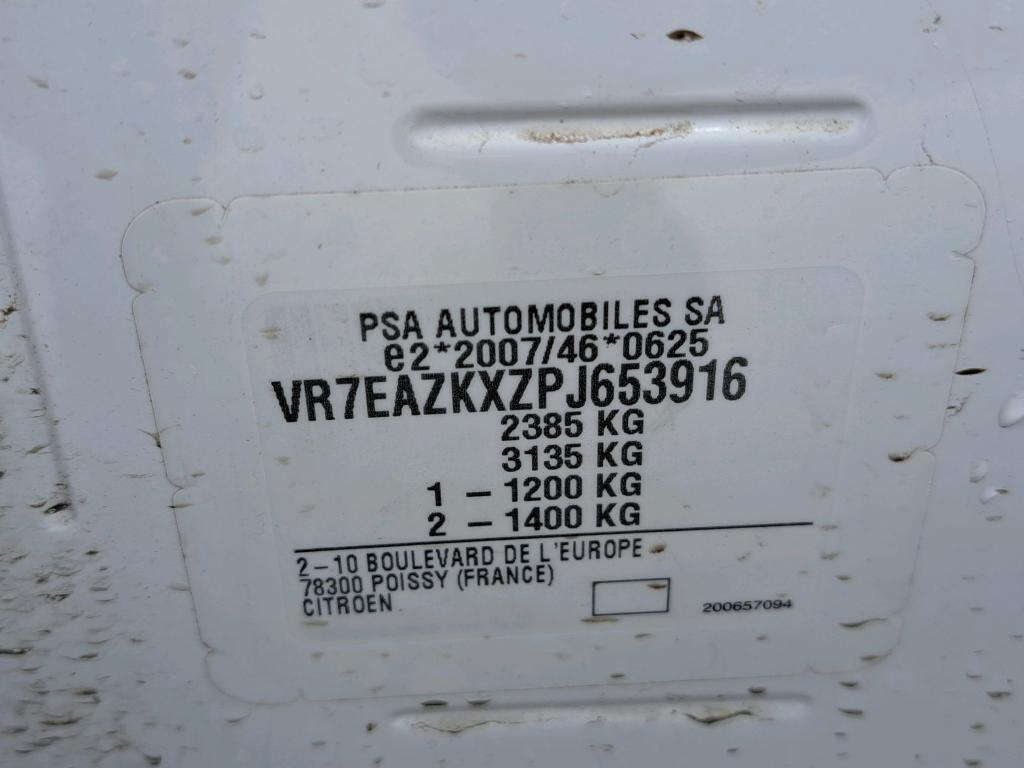 PSA AUTOMOBILES SA
e2*2007/46*0625
VR7EAZKXZPJ653916
2385 KG
3135 KG
1 - 1200 KG
2 - 1400 KG
2-10 BOULEVARD DE L'EUROPE
78300 POISSY (FRANCE)
CITROEN
200657094